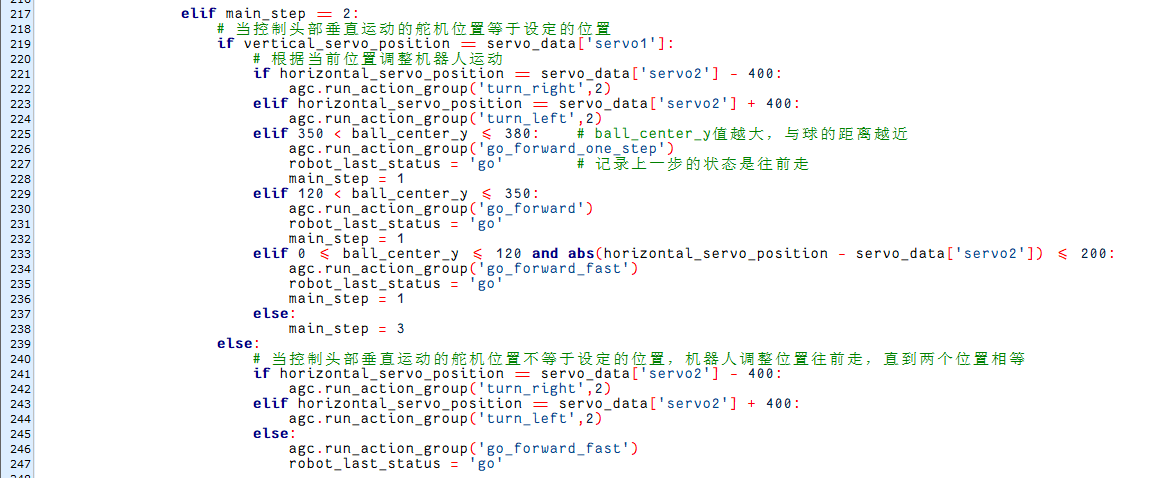 217 elif main_step == 2:
218 # 当控制头部垂直运动的舵机位置等于设定的位置
219 if vertical_servo_position == servo_data['servo1']:
220 # 根据当前位置调整机器人运动
221 if horizontal_servo_position == servo_data['servo2'] - 400:
222 agc.run_action_group('turn_right',2)
223 elif horizontal_servo_position == servo_data['servo2'] + 400:
224 agc.run_action_group('turn_left',2)
225 elif 350 < ball_center_y <= 380: # ball_center_y值越大，与球的距离越近
226 agc.run_action_group('go_forward_one_step')
227 robot_last_status = 'go' # 记录上一步的状态是往前走
228 main_step = 1
229 elif 120 < ball_center_y <= 350:
230 agc.run_action_group('go_forward')
231 robot_last_status = 'go'
232 main_step = 1
233 elif 0 <= ball_center_y <= 120 and abs(horizontal_servo_position - servo_data['servo2']) <= 200:
234 agc.run_action_group('go_forward_fast')
235 robot_last_status = 'go'
236 main_step = 1
237 else:
238 main_step = 3
239 else:
240 # 当控制头部垂直运动的舵机位置不等于设定的位置，机器人调整位置往前走，直到两个位置相等
241 if horizontal_servo_position == servo_data['servo2'] - 400:
242 agc.run_action_group('turn_right',2)
243 elif horizontal_servo_position == servo_data['servo2'] + 400:
244 agc.run_action_group('turn_left',2)
245 else:
246 agc.run_action_group('go_forward_fast')
247 robot_last_status = 'go'